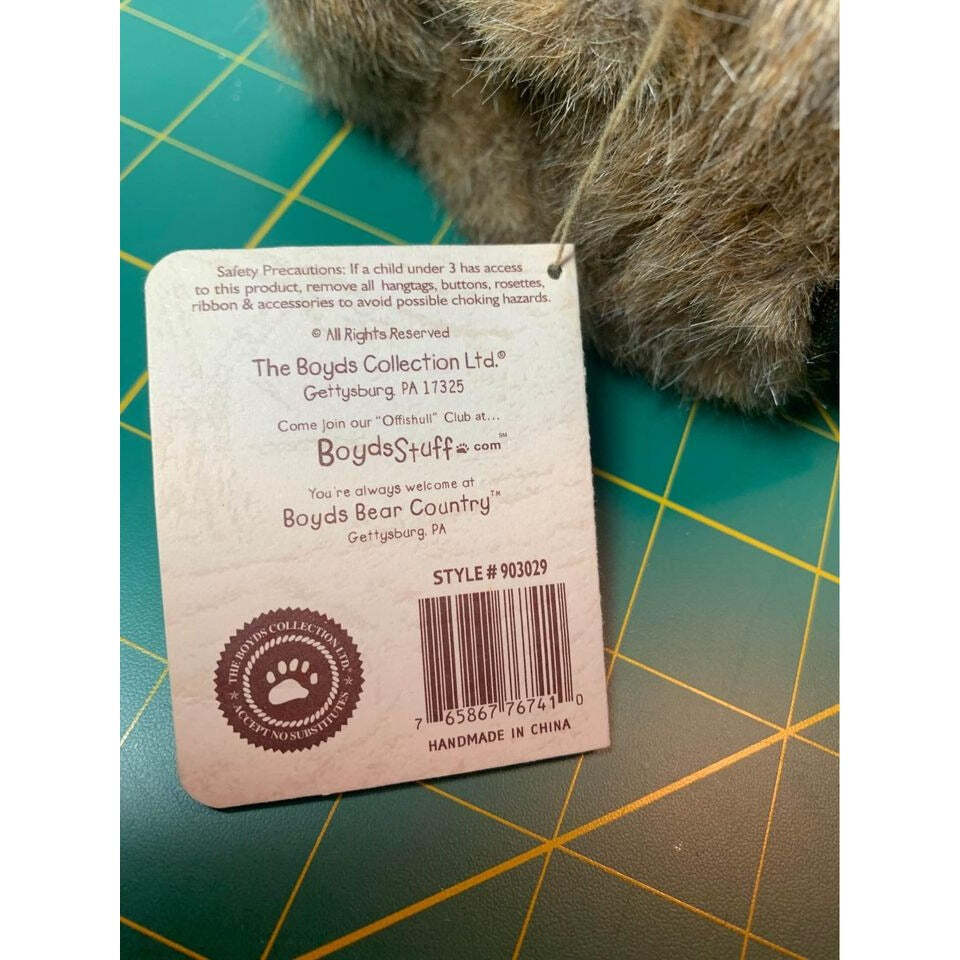 Safety Precautions: If a child under 3 has access
to this product, remove all hangtags, buttons, rosettes,
ribbon & accessories to avoid possible choking hazards.
© All Rights Reserved
The Boyds Collection Ltd.®
Gettysburg, PA 17325
Come Join our "Offishull" Club at...
BoydsStuff.com™
You're always welcome at
Boyds Bear Country™
Gettysburg, PA
STYLE # 903029
7 65867 76741 0
HANDMADE IN CHINA
THE BOYDS COLLECTION LTD.
ACCEPT NO SUBSTITUTES